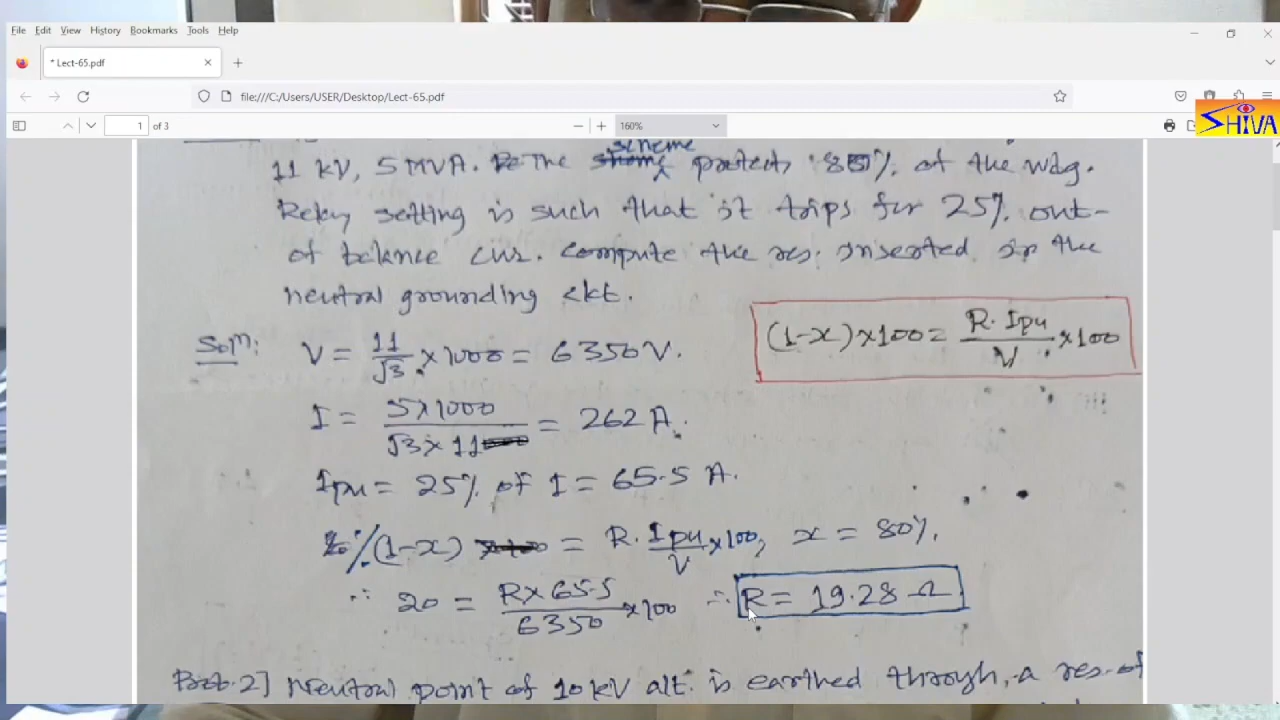 File Edit View History Bookmarks Tools Help
* Lect-65.pdf
file:///C:/Users/USER/Desktop/Lect-65.pdf
SHIVA
1 of 3
160%
scheme
11 kV, 5 MVA. The protects 80% of the wdg.
Relay setting is such that it trips for 25% out-
of balance cur. compute the res. inserted in the
neutral grounding ckt.
(1-x)×100 = R. Ipu / V ×100
Som: V = 11/√3 ×1000 = 6350 V.
I = 5×1000 / √3×11 = 262 A.
Ipu = 25% of I = 65.5 A.
% (1-x) = R. Ipu / V ×100, x = 80%.
∴ 20 = R×65.5 / 6350 ×100 ∴ R = 19.28 Ω
Prob.2] Neutral point of 10 kV alt. is earthed through, a res. of